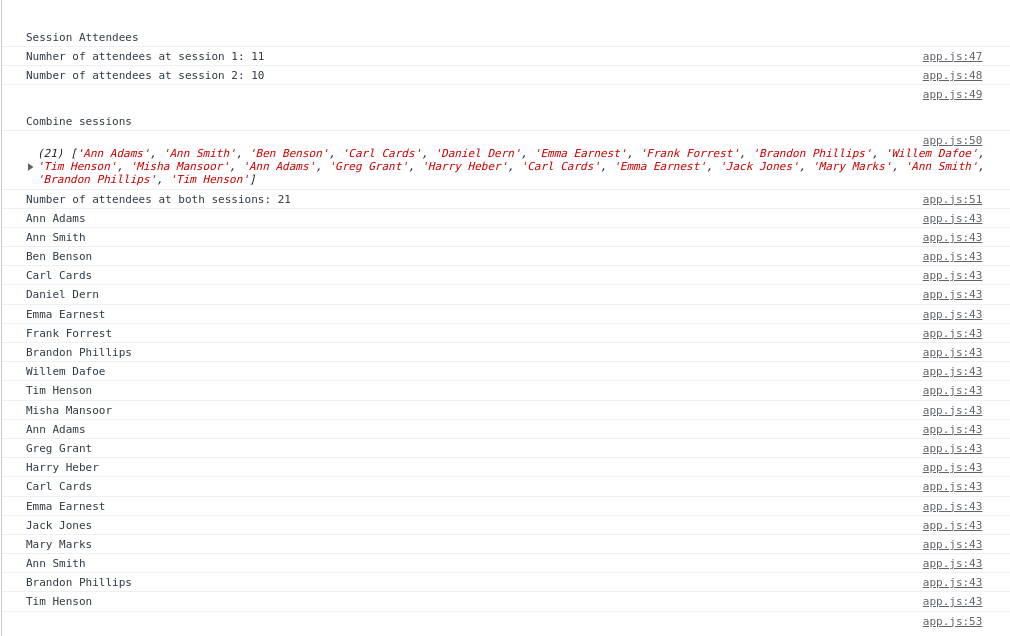 Session Attendees
Numher of attendees at session 1: 11 app.js:47
Number of attendees at session 2: 10 app.js:48
app.js:49
Combine sessions
app.js:50
(21) ['Ann Adams', 'Ann Smith', 'Ben Benson', 'Carl Cards', 'Daniel Dern', 'Emma Earnest', 'Frank Forrest', 'Brandon Phillips', 'Willem Dafoe',
'Tim Henson', 'Misha Mansoor', 'Ann Adams', 'Greg Grant', 'Harry Heber', 'Carl Cards', 'Emma Earnest', 'Jack Jones', 'Mary Marks', 'Ann Smith',
'Brandon Phillips', 'Tim Henson']
Number of attendees at both sessions: 21 app.js:51
Ann Adams app.js:43
Ann Smith app.js:43
Ben Benson app.js:43
Carl Cards app.js:43
Daniel Dern app.js:43
Emma Earnest app.js:43
Frank Forrest app.js:43
Brandon Phillips app.js:43
Willem Dafoe app.js:43
Tim Henson app.js:43
Misha Mansoor app.js:43
Ann Adams app.js:43
Greg Grant app.js:43
Harry Heber app.js:43
Carl Cards app.js:43
Emma Earnest app.js:43
Jack Jones app.js:43
Mary Marks app.js:43
Ann Smith app.js:43
Brandon Phillips app.js:43
Tim Henson app.js:43
app.js:53